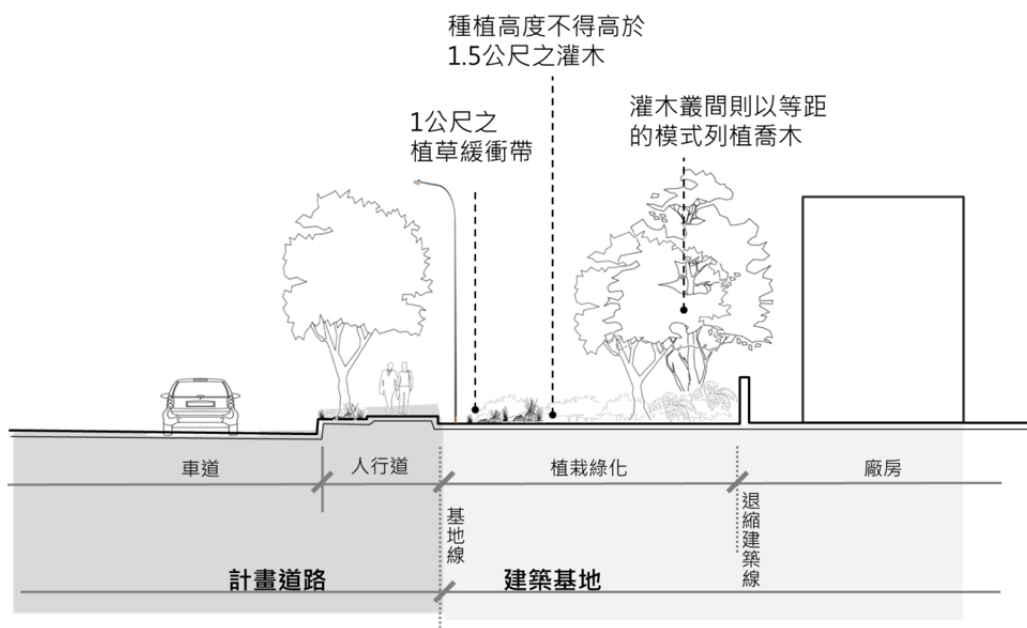 種植高度不得高於
1.5公尺之灌木
1公尺之
植草緩衝帶
灌木叢間則以等距
的模式列植喬木
車道
人行道
植栽綠化
廠房
基地線
退縮建築線
計畫道路
建築基地